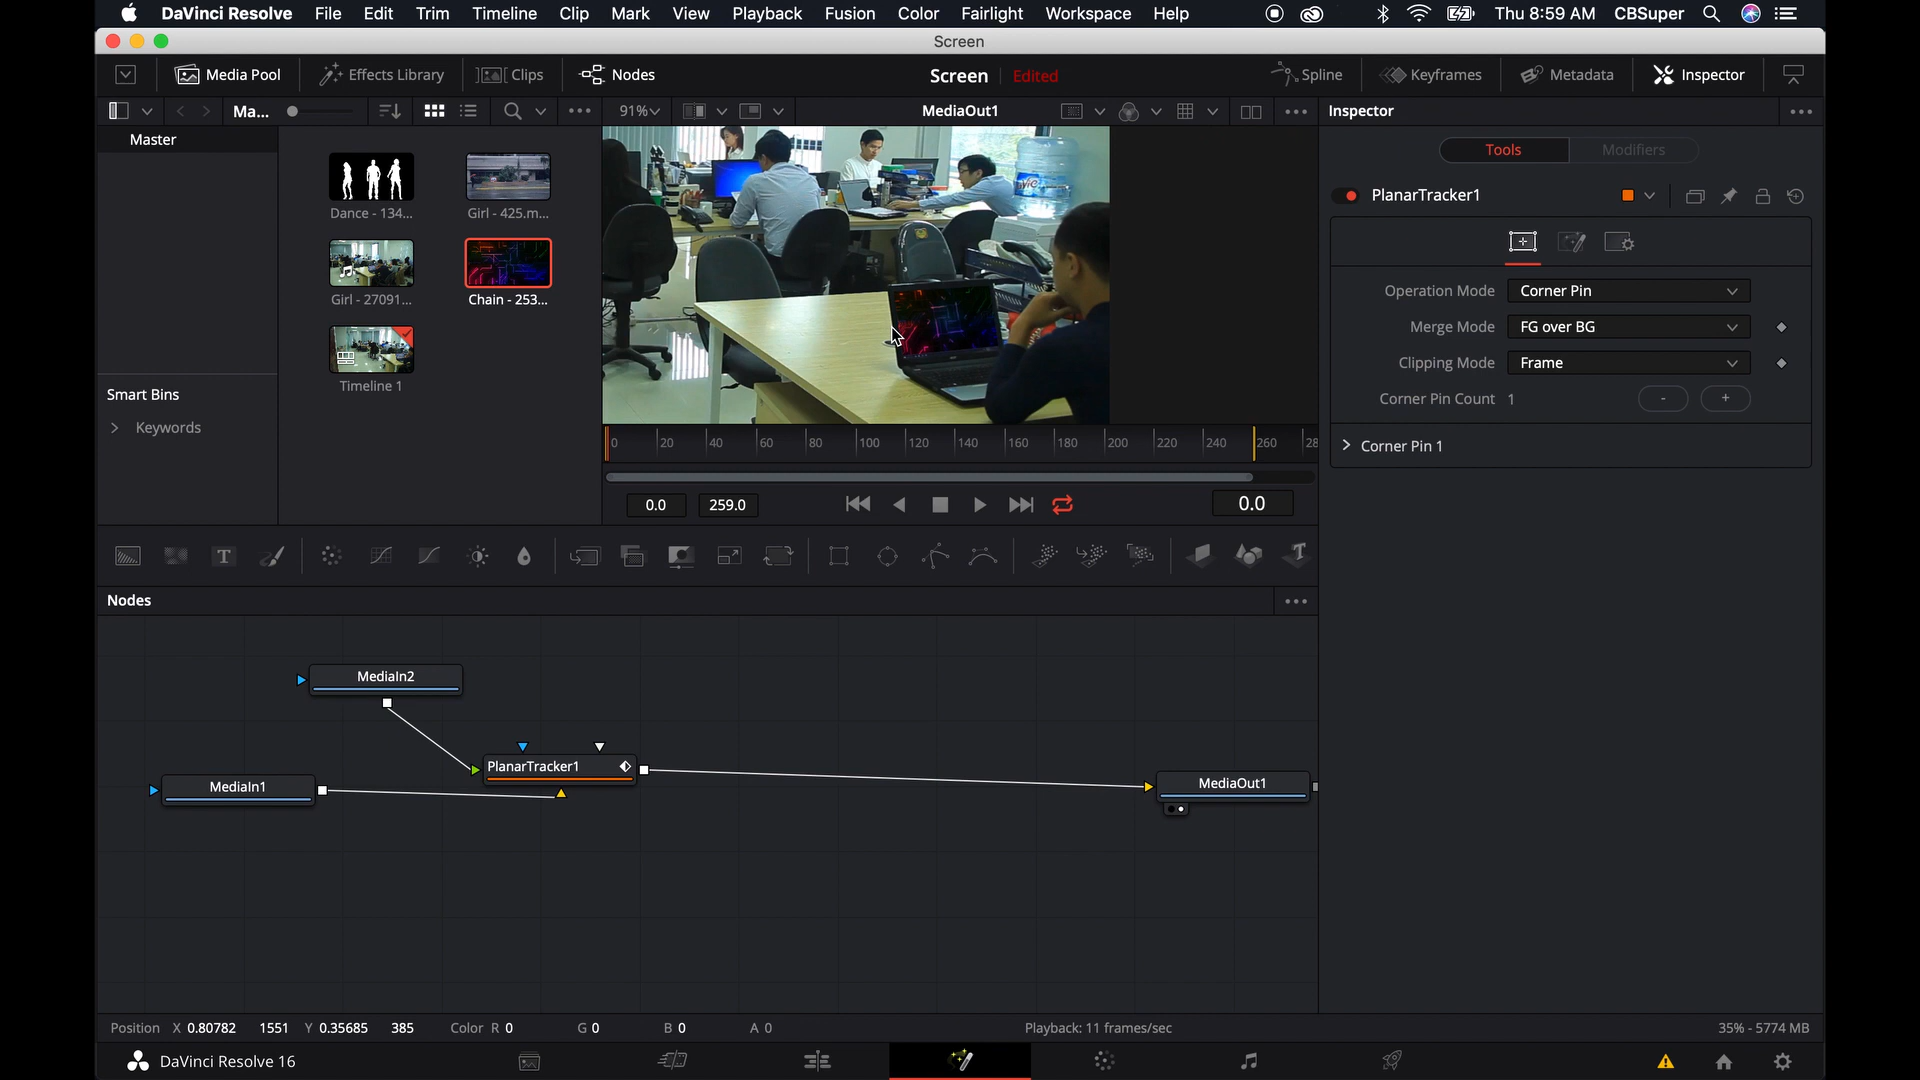 DaVinci Resolve File Edit Trim Timeline Clip Mark View Playback Fusion Color Fairlight Workspace Help Thu 8:59 AM CBSuper
Screen
Media Pool Effects Library Clips Nodes Screen Edited Spline Keyframes Metadata Inspector
Ma... 91% MediaOut1 Inspector
Master
Tools Modifiers
Dance - 134... Girl - 425.m...
PlanarTracker1
Girl - 27091... Chain - 253...
Operation Mode Corner Pin
Merge Mode FG over BG
Clipping Mode Frame
Timeline 1
Smart Bins
Corner Pin Count 1 - +
Keywords
Corner Pin 1
0 20 40 60 80 100 120 140 160 180 200 220 240 260 28
0.0 259.0 0.0
Nodes
MediaIn2
PlanarTracker1
MediaIn1
MediaOut1
Position X 0.80782 1551 Y 0.35685 385 Color R 0 G 0 B 0 A 0 Playback: 11 frames/sec 35% - 5774 MB
DaVinci Resolve 16